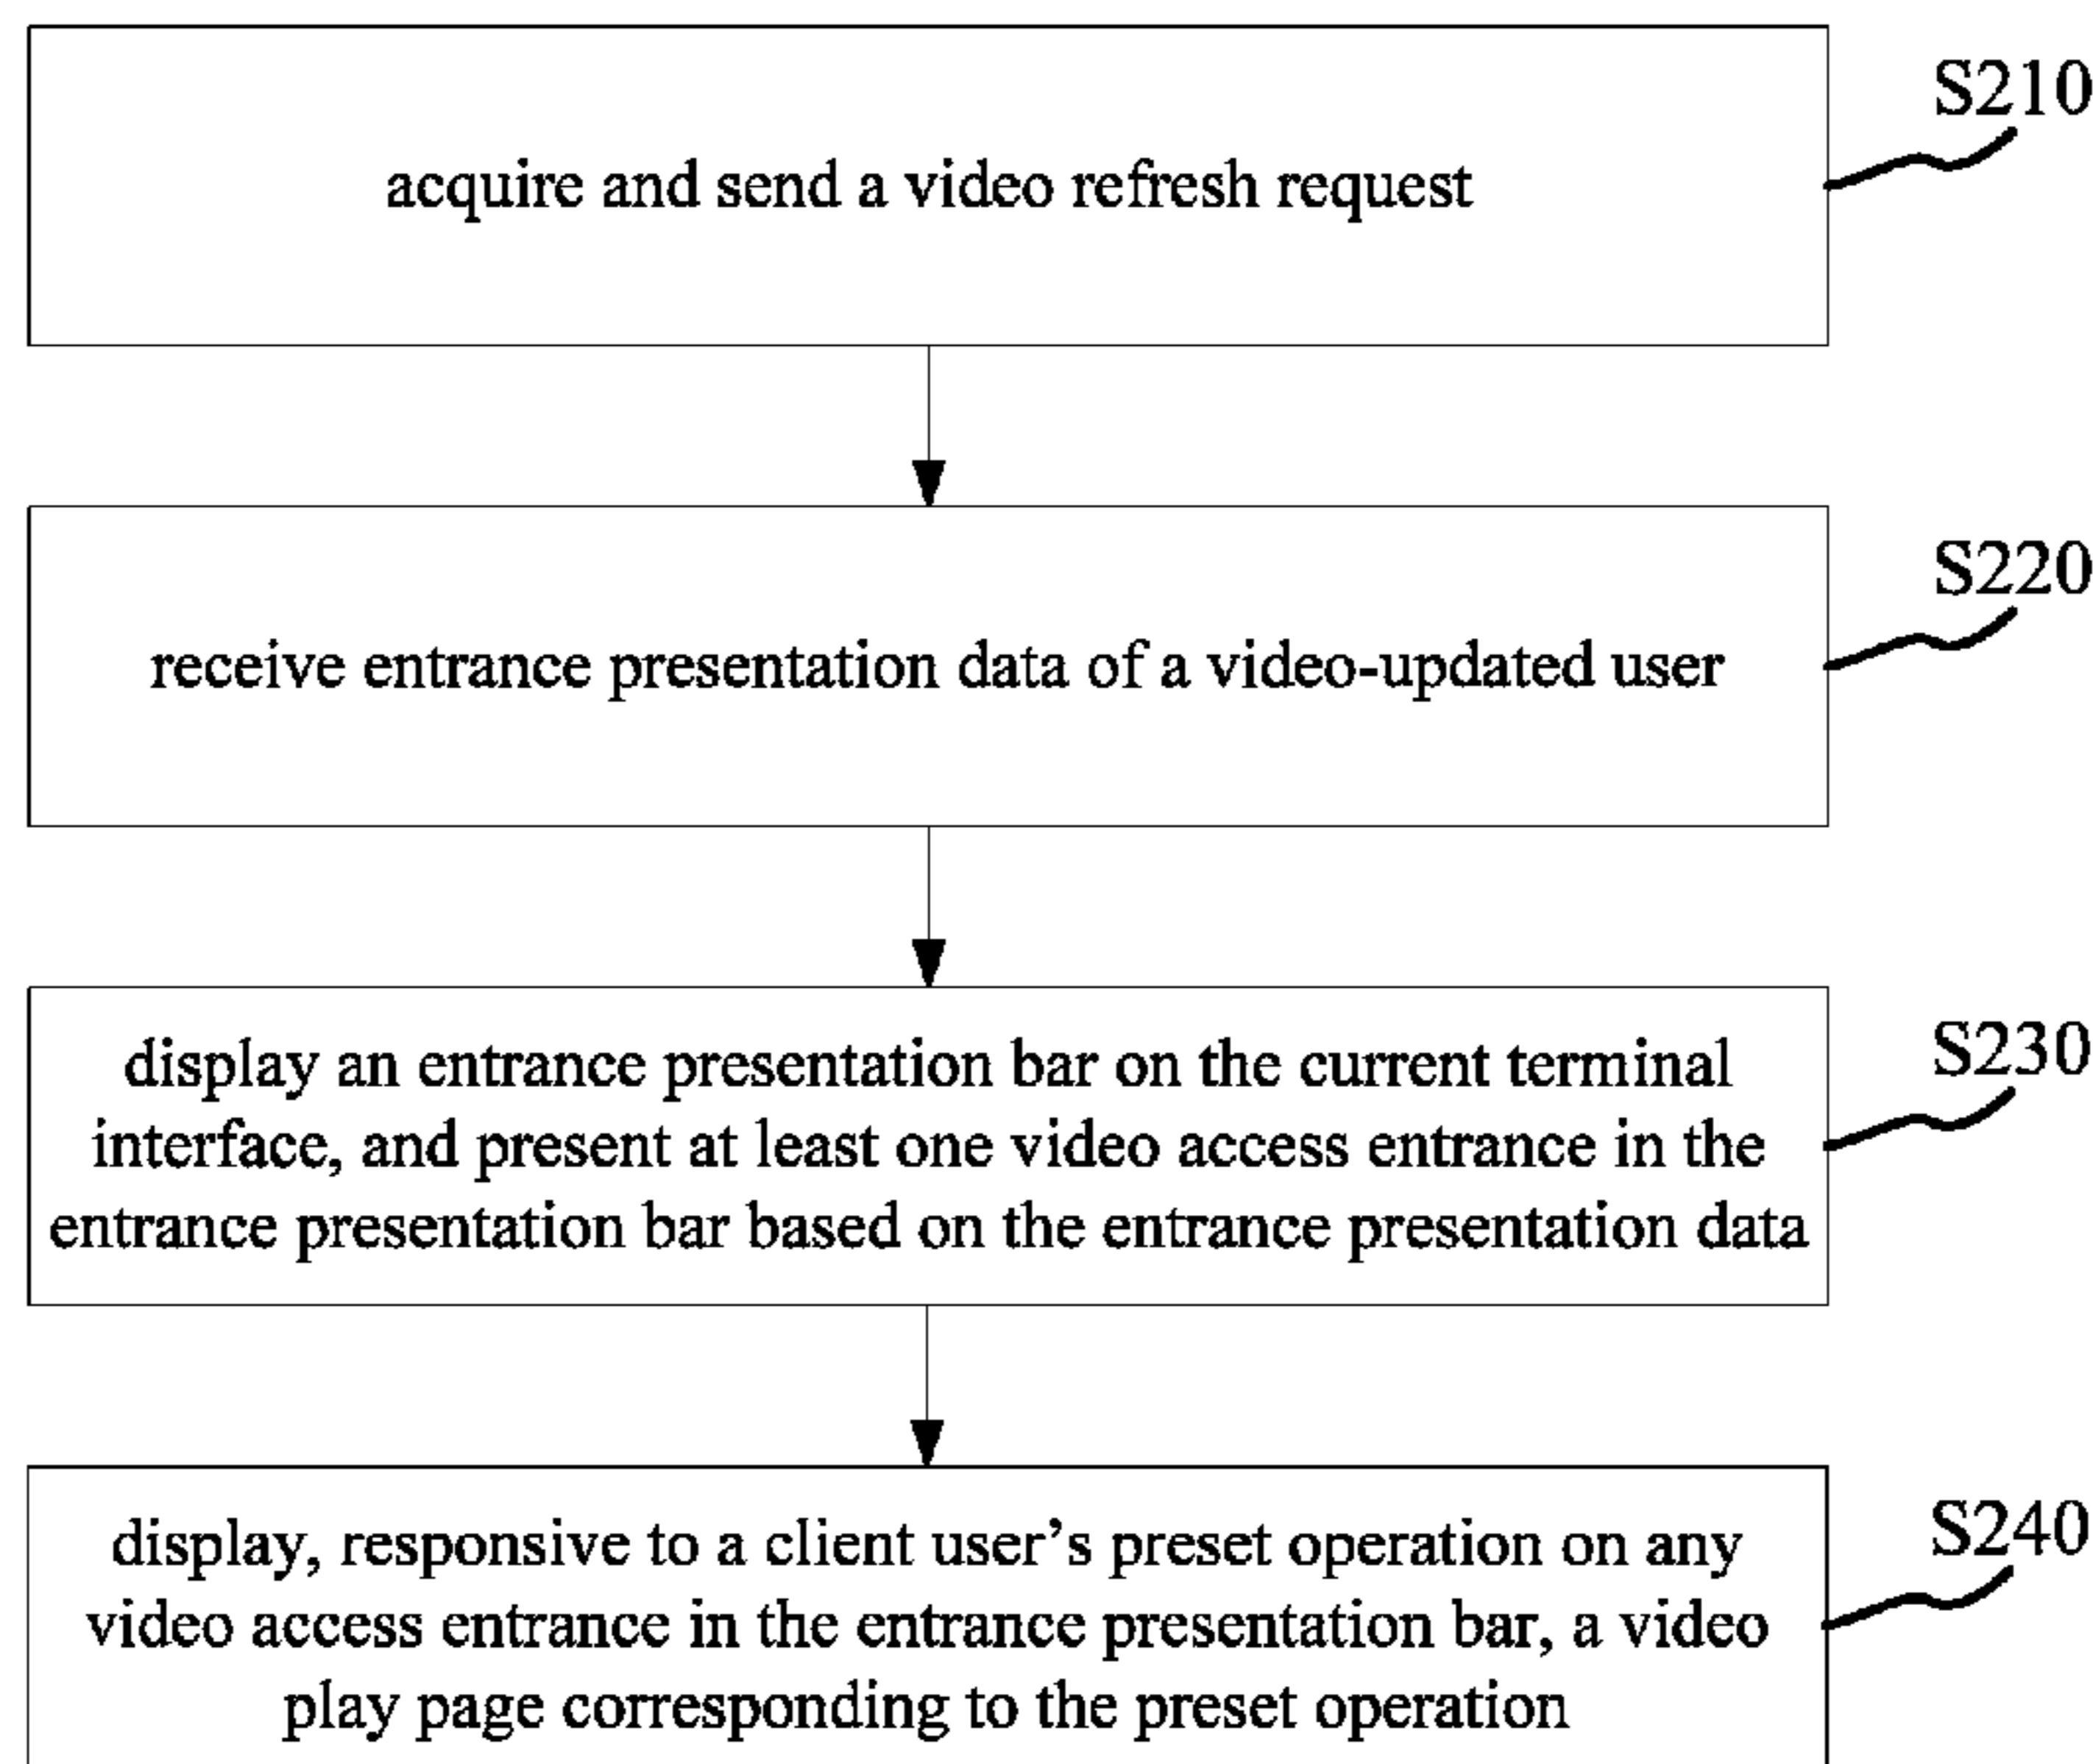 S210
acquire and send a video refresh request
S220
receive entrance presentation data of a video-updated user
S230
display an entrance presentation bar on the current terminal
interface, and present at least one video access entrance in the
entrance presentation bar based on the entrance presentation data
S240
display, responsive to a client user’s preset operation on any
video access entrance in the entrance presentation bar, a video
play page corresponding to the preset operation